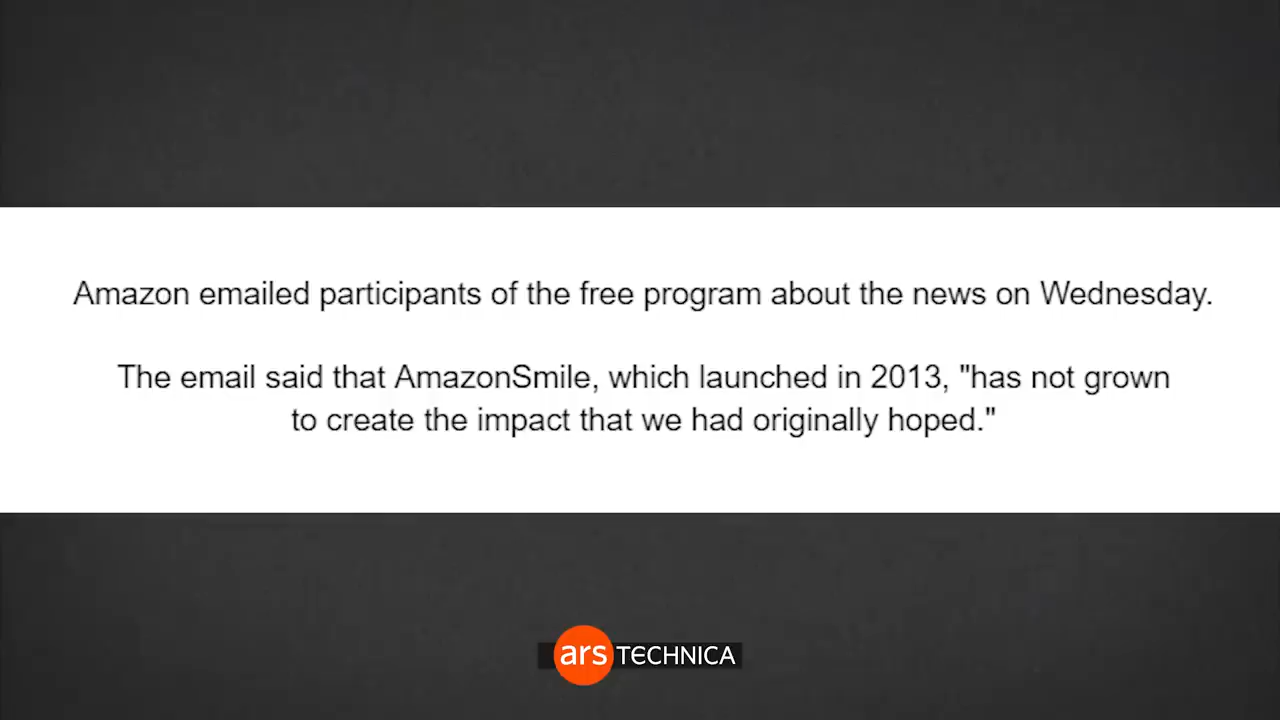 Amazon emailed participants of the free program about the news on Wednesday.
The email said that AmazonSmile, which launched in 2013, "has not grown
to create the impact that we had originally hoped."
ars TECHNICA